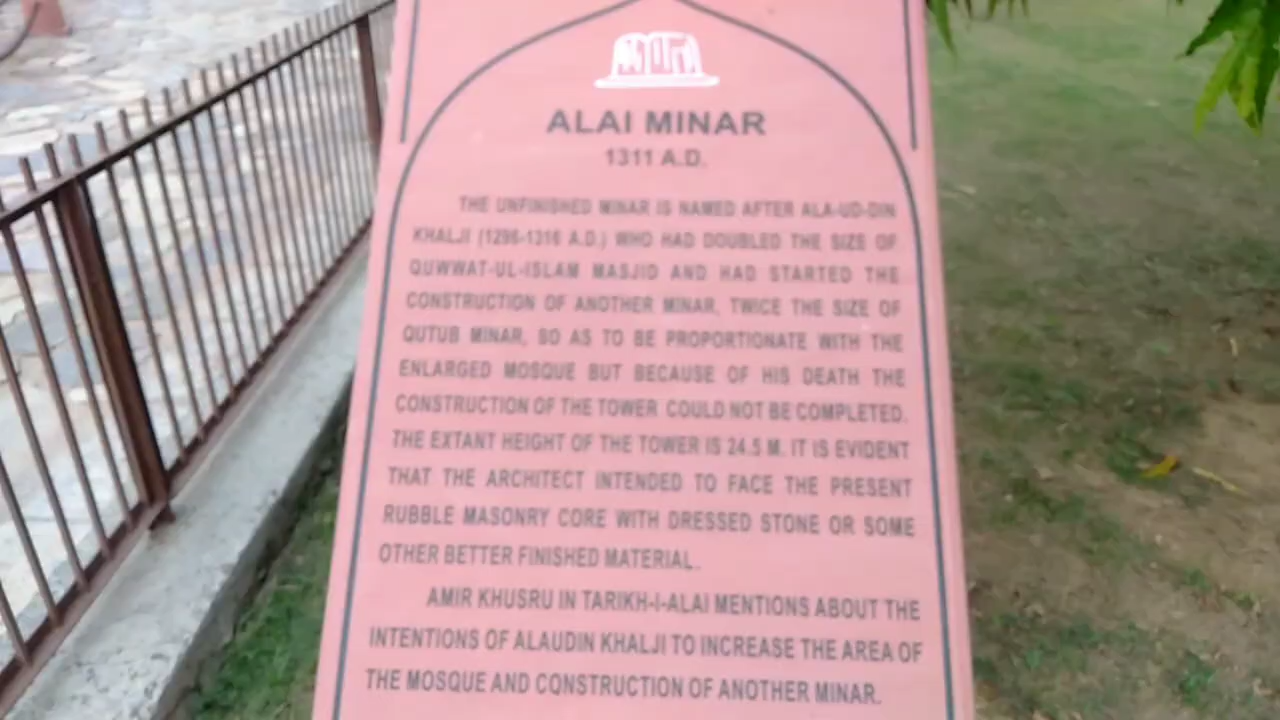 ALAI MINAR
1311 A.D.
THE UNFINISHED MINAR IS NAMED AFTER ALA-UD-DIN
KHALJI (1296-1316 A.D.) WHO HAD DOUBLED THE SIZE OF
QUWWAT-UL-ISLAM MASJID AND HAD STARTED THE
CONSTRUCTION OF ANOTHER MINAR, TWICE THE SIZE OF
QUTUB MINAR, SO AS TO BE PROPORTIONATE WITH THE
ENLARGED MOSQUE BUT BECAUSE OF HIS DEATH THE
CONSTRUCTION OF THE TOWER COULD NOT BE COMPLETED.
THE EXTANT HEIGHT OF THE TOWER IS 24.5 M. IT IS EVIDENT
THAT THE ARCHITECT INTENDED TO FACE THE PRESENT
RUBBLE MASONRY CORE WITH DRESSED STONE OR SOME
OTHER BETTER FINISHED MATERIAL.
AMIR KHUSRU IN TARIKH-I-ALAI MENTIONS ABOUT THE
INTENTIONS OF ALAUDIN KHALJI TO INCREASE THE AREA OF
THE MOSQUE AND CONSTRUCTION OF ANOTHER MINAR.